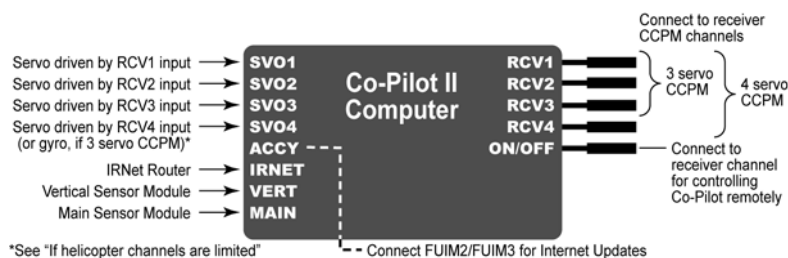 Connect to receiver
CCPM channels
Servo driven by RCV1 input
Servo driven by RCV2 input
Servo driven by RCV3 input
Servo driven by RCV4 input
(or gyro, if 3 servo CCPM)*
IRNet Router
Vertical Sensor Module
Main Sensor Module
SVO1
SVO2
SVO3
SVO4
ACCY
IRNET
VERT
MAIN
Co-Pilot II
Computer
RCV1
RCV2
RCV3
RCV4
ON/OFF
3 servo
CCPM
4 servo
CCPM
Connect to
receiver channel
for controlling
Co-Pilot remotely
*See “If helicopter channels are limited”
Connect FUIM2/FUIM3 for Internet Updates